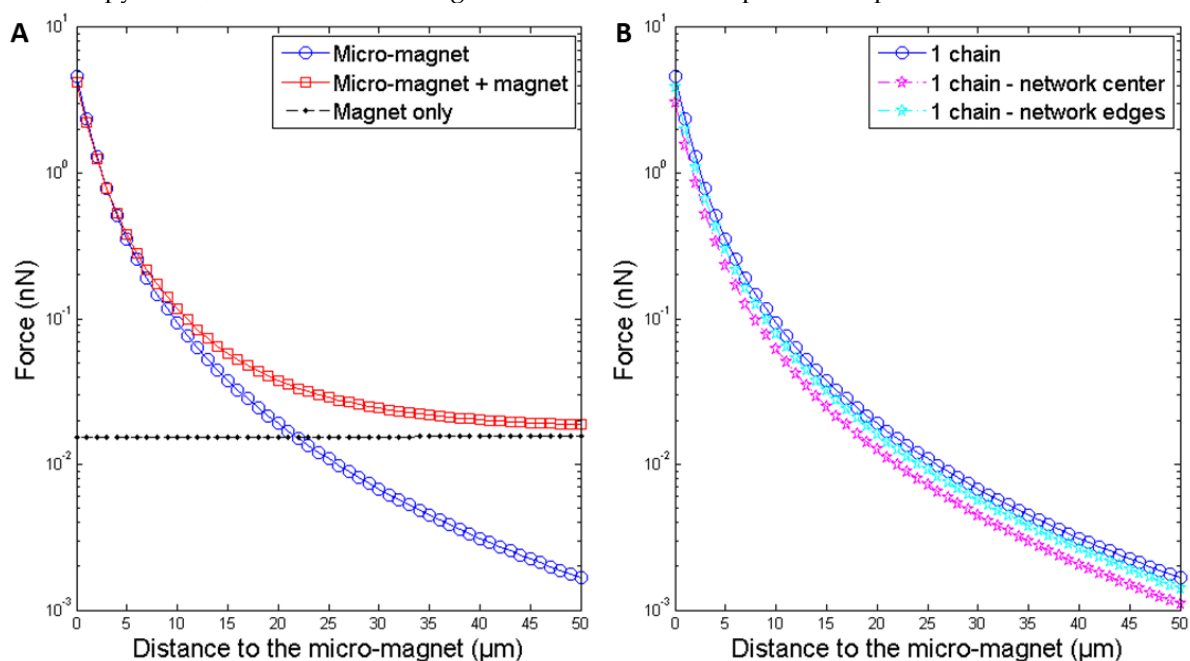 A
10^1
10^0
10^-1
10^-2
10^-3
Force (nN)
Micro-magnet
Micro-magnet + magnet
Magnet only
0 5 10 15 20 25 30 35 40 45 50
Distance to the micro-magnet (µm)
B
10^1
10^0
10^-1
10^-2
10^-3
Force (nN)
1 chain
1 chain - network center
1 chain - network edges
0 5 10 15 20 25 30 35 40 45 50
Distance to the micro-magnet (µm)